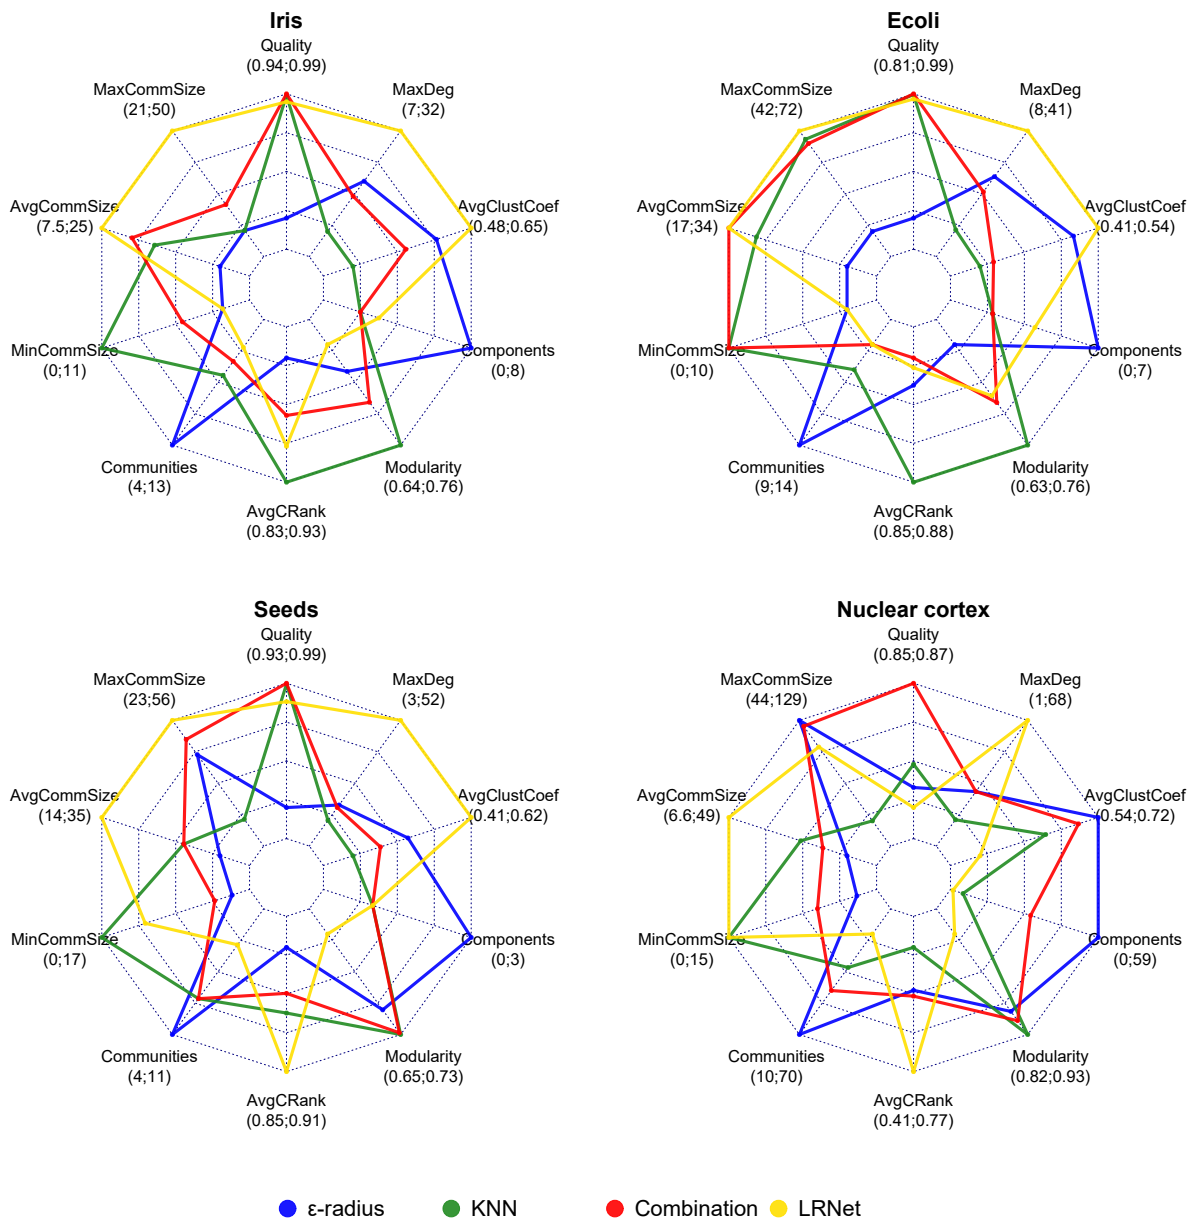 Iris
Quality
(0.94;0.99)
MaxDeg
(7;32)
AvgClustCoef
(0.48;0.65)
Components
(0;8)
Modularity
(0.64;0.76)
AvgCRank
(0.83;0.93)
Communities
(4;13)
MinCommSize
(0;11)
AvgCommSize
(7.5;25)
MaxCommSize
(21;50)
Ecoli
Quality
(0.81;0.99)
MaxDeg
(8;41)
AvgClustCoef
(0.41;0.54)
Components
(0;7)
Modularity
(0.63;0.76)
AvgCRank
(0.85;0.88)
Communities
(9;14)
MinCommSize
(0;10)
AvgCommSize
(17;34)
MaxCommSize
(42;72)
Seeds
Quality
(0.93;0.99)
MaxDeg
(3;52)
AvgClustCoef
(0.41;0.62)
Components
(0;3)
Modularity
(0.65;0.73)
AvgCRank
(0.85;0.91)
Communities
(4;11)
MinCommSize
(0;17)
AvgCommSize
(14;35)
MaxCommSize
(23;56)
Nuclear cortex
Quality
(0.85;0.87)
MaxDeg
(1;68)
AvgClustCoef
(0.54;0.72)
Components
(0;59)
Modularity
(0.82;0.93)
AvgCRank
(0.41;0.77)
Communities
(10;70)
MinCommSize
(0;15)
AvgCommSize
(6.6;49)
MaxCommSize
(44;129)
ε-radius
KNN
Combination
LRNet